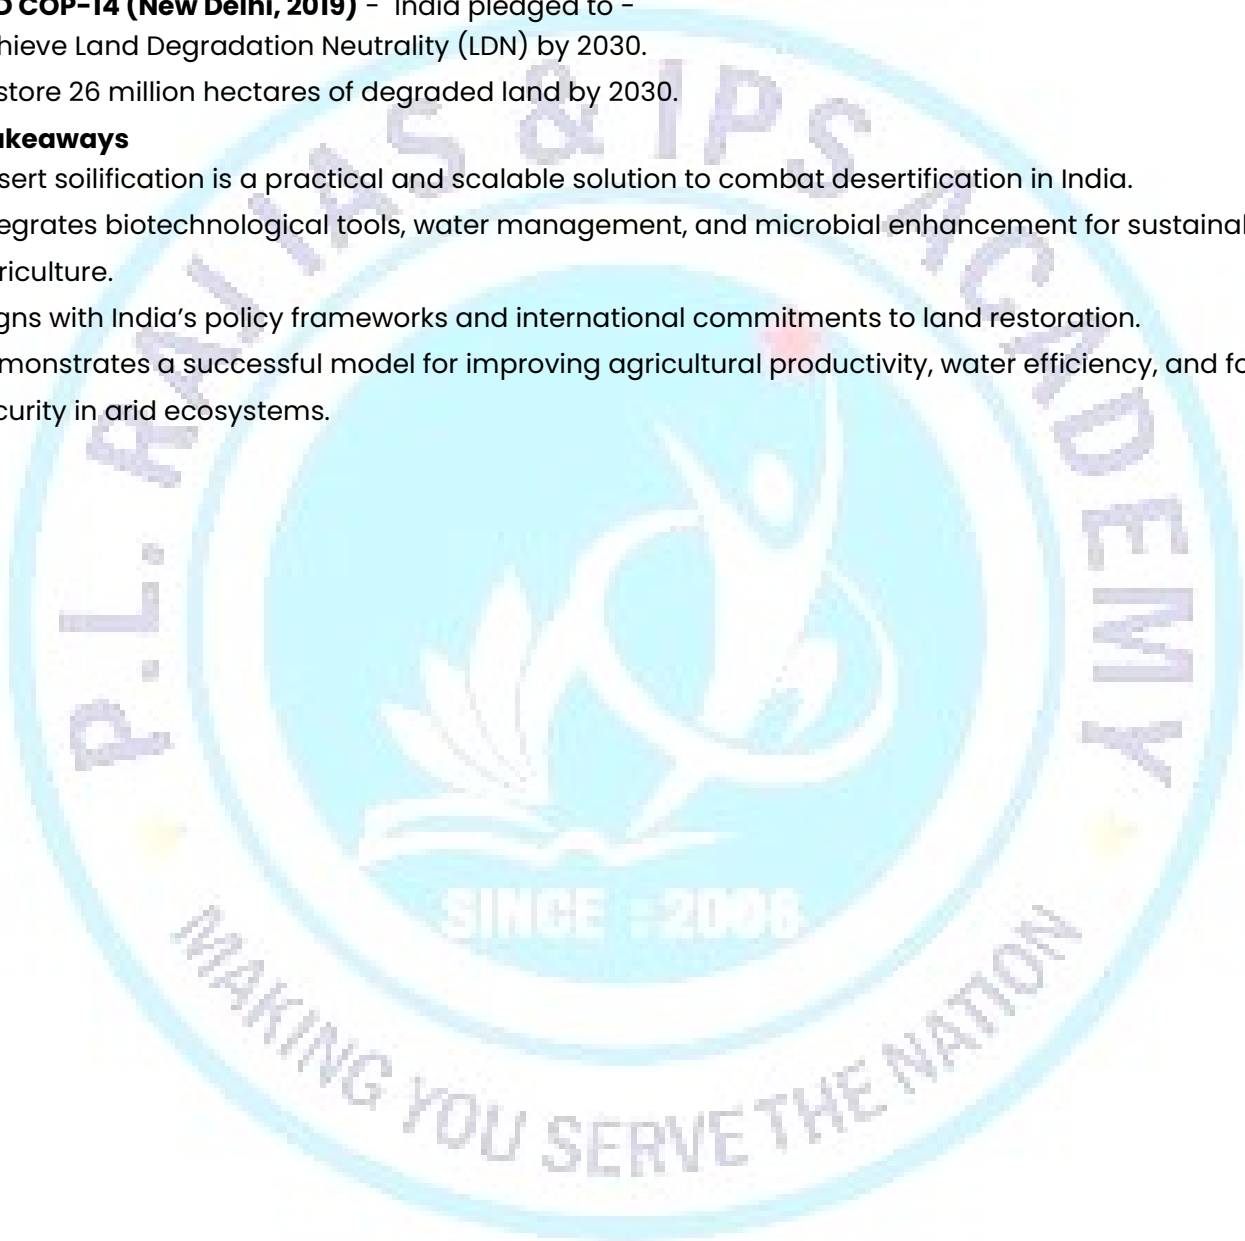 D COP-14 (New Delhi, 2019) - India pledged to -
hieve Land Degradation Neutrality (LDN) by 2030.
store 26 million hectares of degraded land by 2030.
akeaways
sert soilification is a practical and scalable solution to combat desertification in India.
egrates biotechnological tools, water management, and microbial enhancement for sustainal
riculture.
gns with India's policy frameworks and international commitments to land restoration.
monstrates a successful model for improving agricultural productivity, water efficiency, and fo
curity in arid ecosystems.
P.L. RAJ IAS & IPS ACADEMY
SINCE : 2006
MAKING YOU SERVE THE NATION